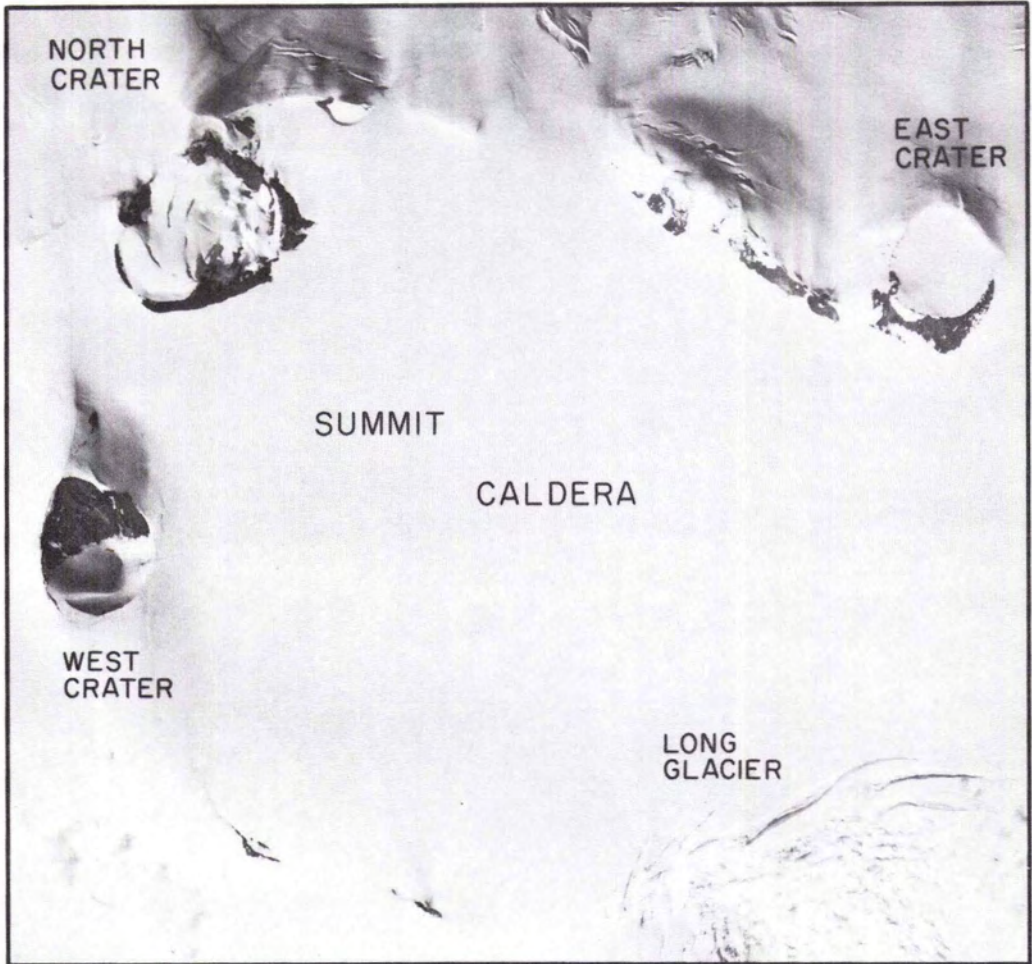 NORTH
CRATER
EAST
CRATER
SUMMIT
CALDERA
WEST
CRATER
LONG
GLACIER